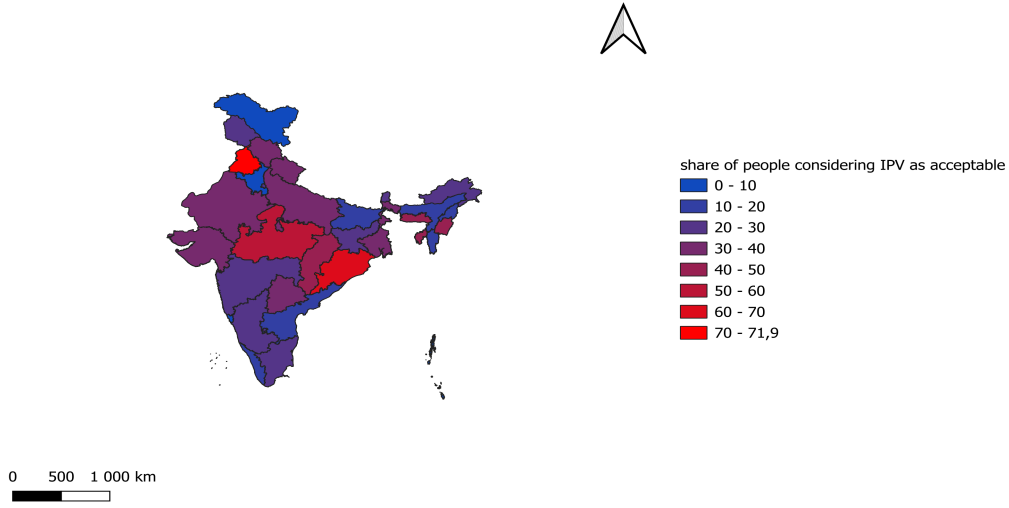 share of people considering IPV as acceptable
0 - 10
10 - 20
20 - 30
30 - 40
40 - 50
50 - 60
60 - 70
70 - 71,9
0 500 1 000 km